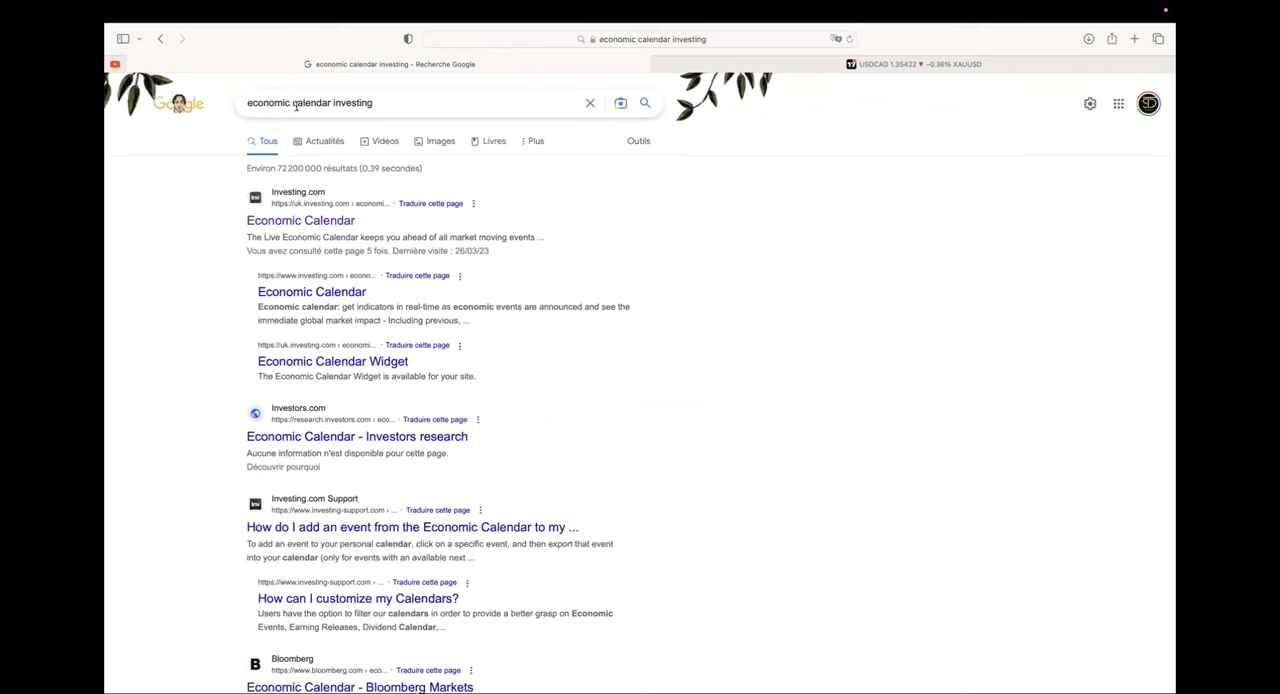 economic calendar investing
economic calendar investing - Recherche Google
USDCAD 1.35422 ▼ −0.36% XAUUSD
Google
economic calendar investing
SD
Tous
Actualités
Vidéos
Images
Livres
Plus
Outils
Environ 72 200 000 résultats (0,39 secondes)
Investing.com
https://uk.investing.com › economi... · Traduire cette page
Economic Calendar
The Live Economic Calendar keeps you ahead of all market moving events ...
Vous avez consulté cette page 5 fois. Dernière visite : 26/03/23
https://www.investing.com › econo... · Traduire cette page
Economic Calendar
Economic calendar: get indicators in real-time as economic events are announced and see the
immediate global market impact - Including previous, ...
https://uk.investing.com › economi... · Traduire cette page
Economic Calendar Widget
The Economic Calendar Widget is available for your site.
Investors.com
https://research.investors.com › eco... · Traduire cette page
Economic Calendar - Investors research
Aucune information n'est disponible pour cette page.
Découvrir pourquoi
Investing.com Support
https://www.investing-support.com › ... · Traduire cette page
How do I add an event from the Economic Calendar to my ...
To add an event to your personal calendar, click on a specific event, and then export that event
into your calendar (only for events with an available next ...
https://www.investing-support.com › ... · Traduire cette page
How can I customize my Calendars?
Users have the option to filter our calendars in order to provide a better grasp on Economic
Events, Earning Releases, Dividend Calendar,...
B
Bloomberg
https://www.bloomberg.com › eco... · Traduire cette page
Economic Calendar - Bloomberg Markets